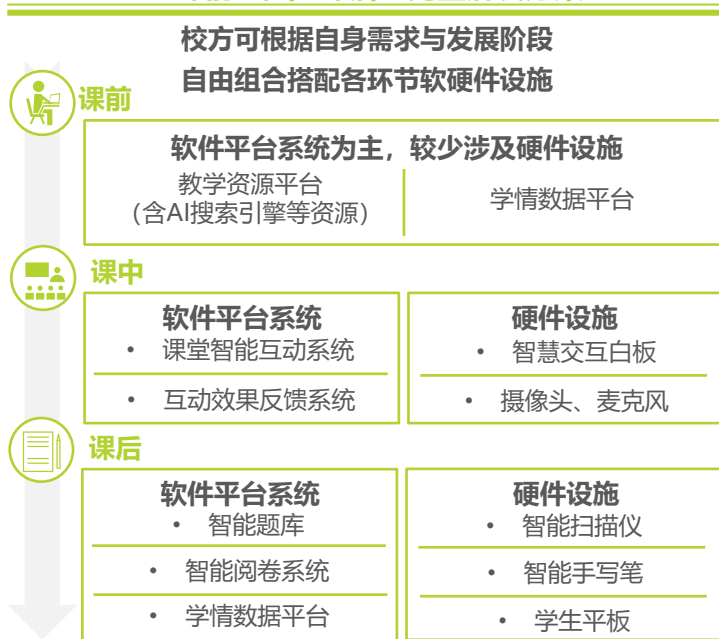 校方可根据自身需求与发展阶段
自由组合搭配各环节软硬件设施
课前
软件平台系统为主，较少涉及硬件设施
教学资源平台
（含AI搜索引擎等资源）
学情数据平台
课中
软件平台系统
• 课堂智能互动系统
• 互动效果反馈系统
硬件设施
• 智慧交互白板
• 摄像头、麦克风
课后
软件平台系统
• 智能题库
• 智能阅卷系统
• 学情数据平台
硬件设施
• 智能扫描仪
• 智能手写笔
• 学生平板